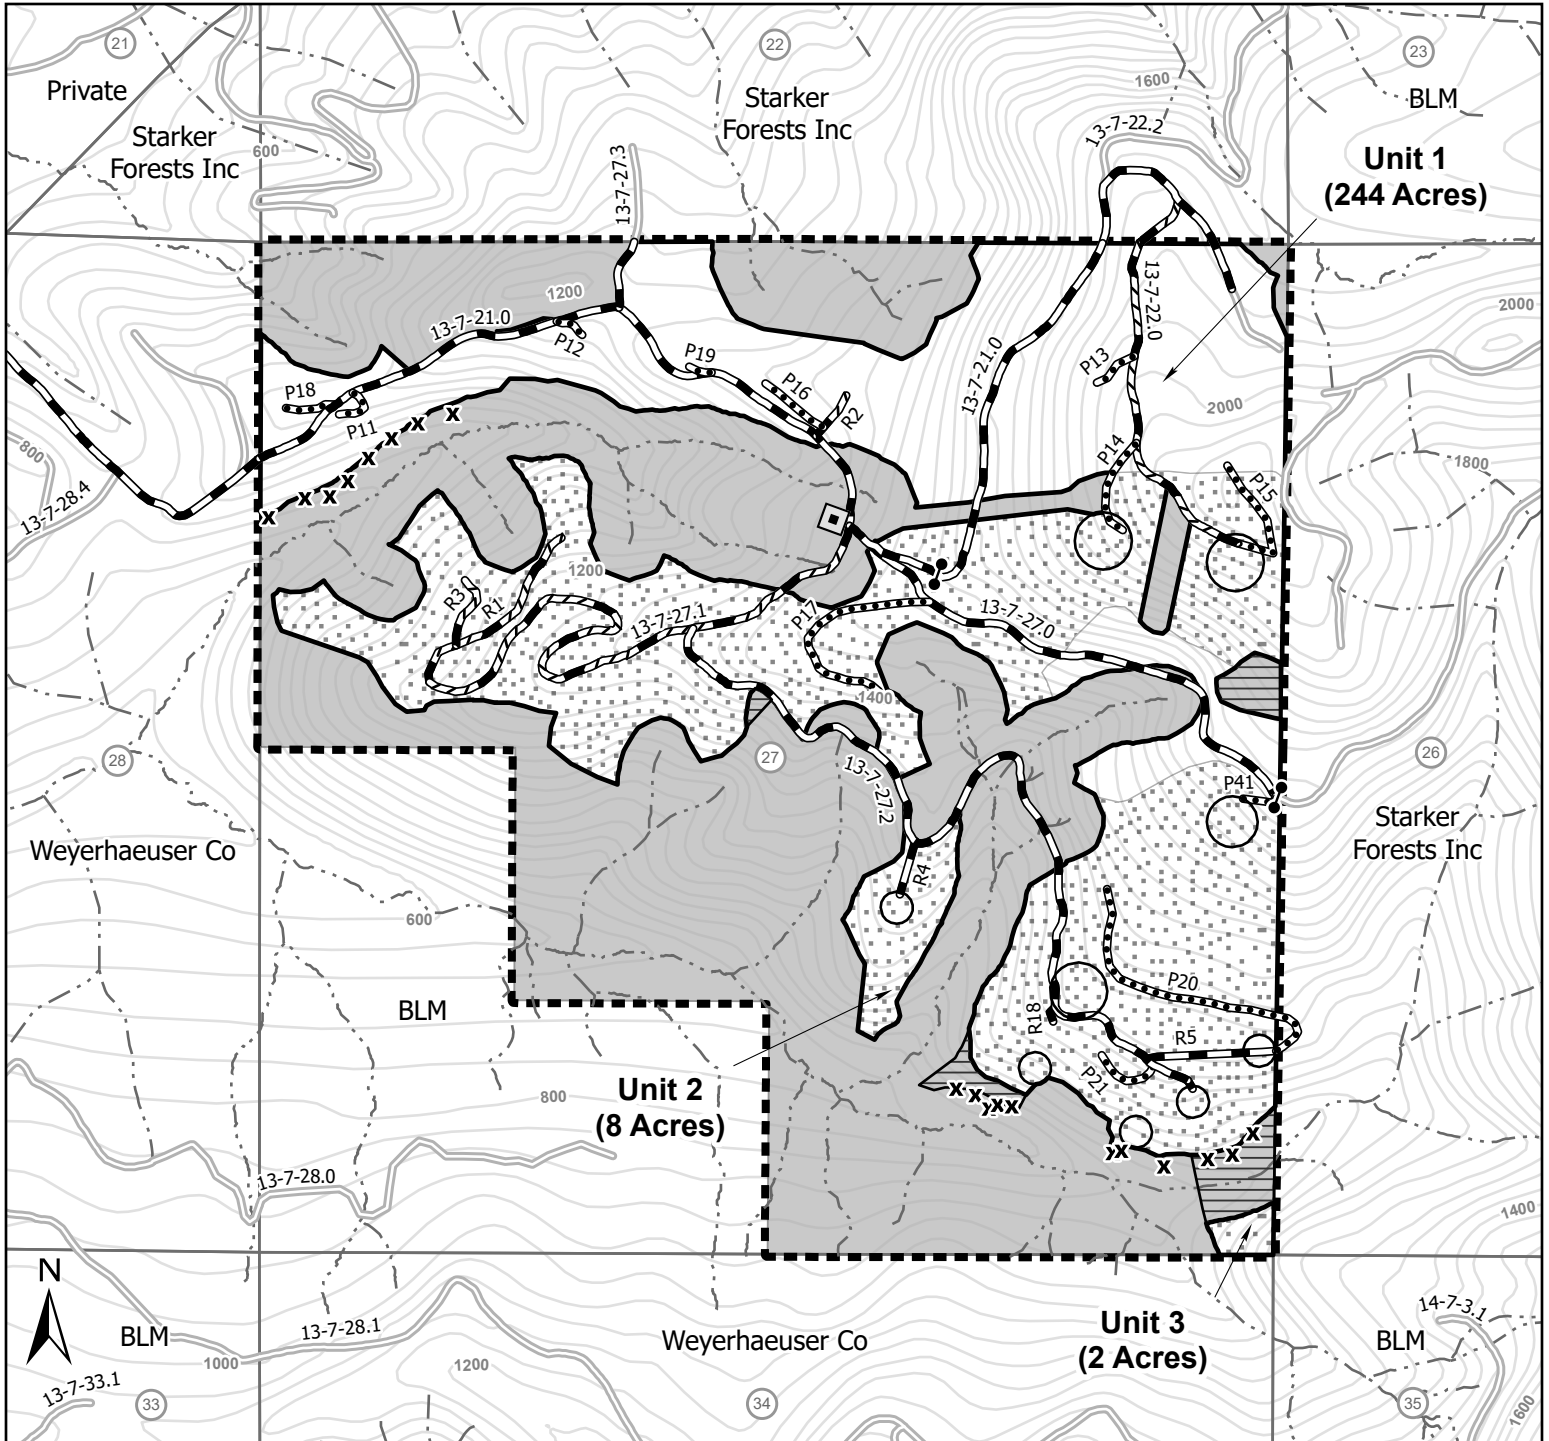 21
22
23
Private
1600
BLM
Starker
Forests Inc
Starker
Forests Inc
600
13-7-22.2
Unit 1
(244 Acres)
13-7-27.3
1200
13-7-21.0
13-7-22.0
2000
P12
P19
P13
13-7-21.0
P18
P16
R2
2000
P11
800
P14
1800
P15
13-7-28.4
1200
R3
R1
13-7-27.1
P17
13-7-27.0
1400
28
27
26
13-7-27.2
P41
Weyerhaeuser Co
Starker
Forests Inc
R4
600
P20
BLM
R18
R5
P21
Unit 2
(8 Acres)
800
13-7-28.0
1400
N
Unit 3
(2 Acres)
14-7-3.1
BLM
13-7-28.1
Weyerhaeuser Co
BLM
1000
1200
13-7-33.1
33
34
35
1600
x x x x x x x x x
x x x x x
x x x x x x